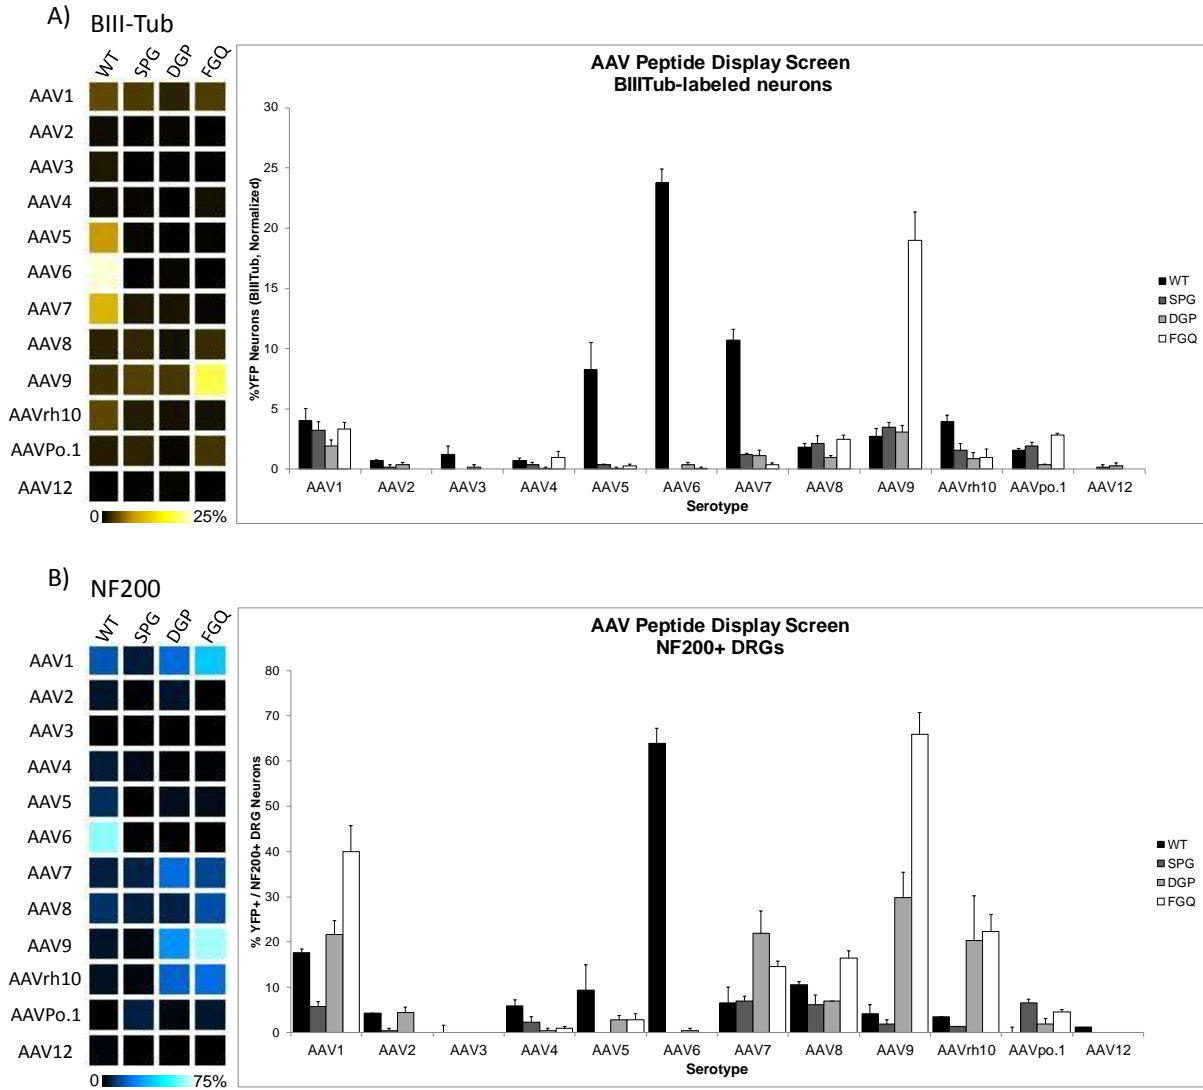 A) BIII-Tub
WT SPG DGP FGQ
AAV1
AAV2
AAV3
AAV4
AAV5
AAV6
AAV7
AAV8
AAV9
AAVrh10
AAVPo.1
AAV12
0 25%
AAV Peptide Display Screen
BIIITub-labeled neurons
%YFP Neurons (BIIITub, Normalized)
30
25
20
15
10
5
0
AAV1 AAV2 AAV3 AAV4 AAV5 AAV6 AAV7 AAV8 AAV9 AAVrh10 AAVpo.1 AAV12
Serotype
WT
SPG
DGP
FGQ
B) NF200
WT SPG DGP FGQ
AAV1
AAV2
AAV3
AAV4
AAV5
AAV6
AAV7
AAV8
AAV9
AAVrh10
AAVPo.1
AAV12
0 75%
AAV Peptide Display Screen
NF200+ DRGs
% YFP+ / NF200+ DRG Neurons
80
70
60
50
40
30
20
10
0
AAV1 AAV2 AAV3 AAV4 AAV5 AAV6 AAV7 AAV8 AAV9 AAVrh10 AAVpo.1 AAV12
Serotype
WT
SPG
DGP
FGQ